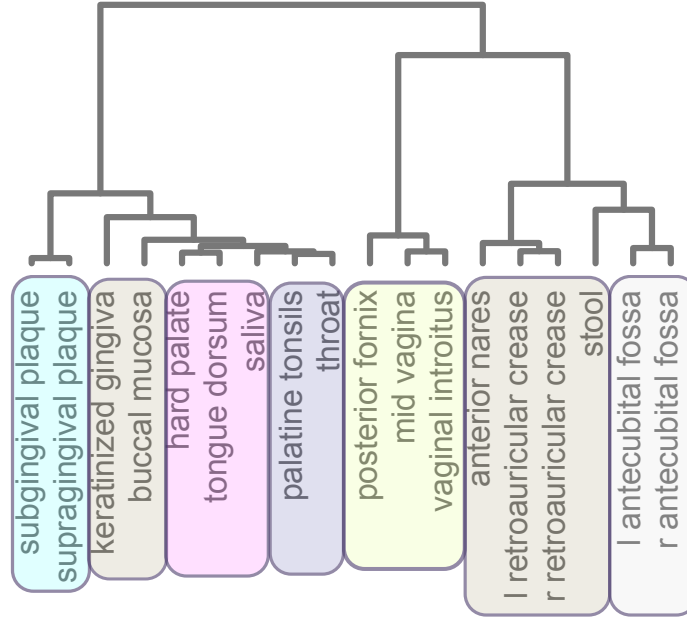 subgingival plaque
supragingival plaque
keratinized gingiva
buccal mucosa
hard palate
tongue dorsum
saliva
palatine tonsils
throat
posterior fornix
mid vagina
vaginal introitus
anterior nares
l retroauricular crease
r retroauricular crease
stool
l antecubital fossa
r antecubital fossa